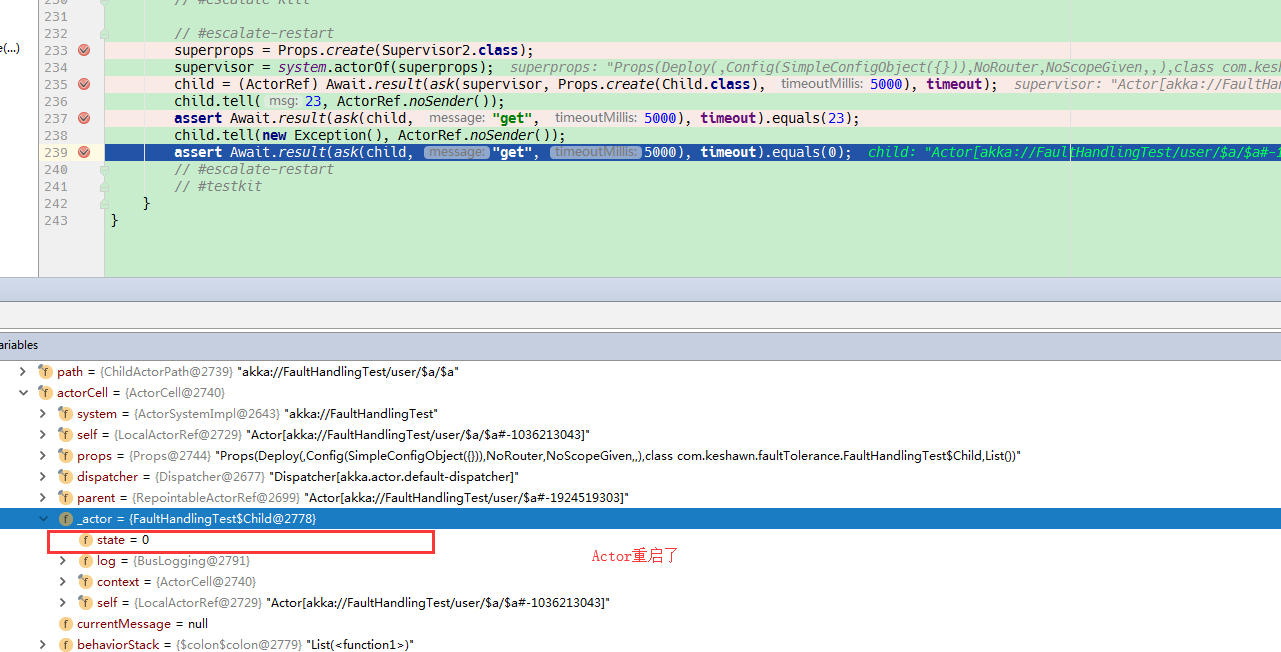 // #escalate-kill
231
232 // #escalate-restart
233 superprops = Props.create(Supervisor2.class);
234 supervisor = system.actorOf(superprops); superprops: "Props(Deploy(,Config(SimpleConfigObject({})),NoRouter,NoScopeGiven,,),class com.kesh
235 child = (ActorRef) Await.result(ask(supervisor, Props.create(Child.class), timeoutMillis: 5000), timeout); supervisor: "Actor[akka://FaultHan
236 child.tell( msg: 23, ActorRef.noSender());
237 assert Await.result(ask(child, message: "get", timeoutMillis: 5000), timeout).equals(23);
238 child.tell(new Exception(), ActorRef.noSender());
239 assert Await.result(ask(child, message: "get", timeoutMillis: 5000), timeout).equals(0); child: "Actor[akka://FaultHandlingTest/user/$a/$a#-1
240 // #escalate-restart
241 // #testkit
242 }
243 }
e(...)
ariables
path = {ChildActorPath@2739} "akka://FaultHandlingTest/user/$a/$a"
actorCell = {ActorCell@2740}
system = {ActorSystemImpl@2643} "akka://FaultHandlingTest"
self = {LocalActorRef@2729} "Actor[akka://FaultHandlingTest/user/$a/$a#-1036213043]"
props = {Props@2744} "Props(Deploy(,Config(SimpleConfigObject({})),NoRouter,NoScopeGiven,,),class com.keshawn.faultTolerance.FaultHandlingTest$Child,List())"
dispatcher = {Dispatcher@2677} "Dispatcher[akka.actor.default-dispatcher]"
parent = {RepointableActorRef@2699} "Actor[akka://FaultHandlingTest/user/$a#-1924519303]"
_actor = {FaultHandlingTest$Child@2778}
state = 0
Actor重启了
log = {BusLogging@2791}
context = {ActorCell@2740}
self = {LocalActorRef@2729} "Actor[akka://FaultHandlingTest/user/$a/$a#-1036213043]"
currentMessage = null
behaviorStack = {$colon$colon@2779} "List(<function1>)"